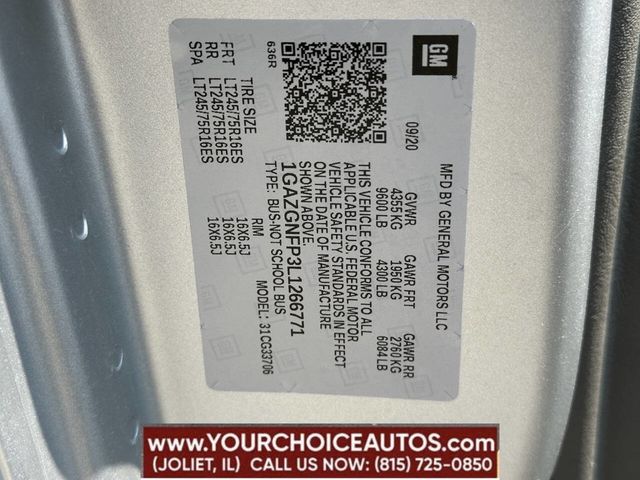 GM
MFD BY GENERAL MOTORS LLC
09/20
GVWR GAWR FRT GAWR RR
4355 KG 1950 KG 2760 KG
9600 LB 4300 LB 6084 LB
THIS VEHICLE CONFORMS TO ALL
APPLICABLE U.S. FEDERAL MOTOR
VEHICLE SAFETY STANDARDS IN EFFECT
ON THE DATE OF MANUFACTURE
SHOWN ABOVE.
1GAZGNFP3L1266771
TYPE: BUS-NOT SCHOOL BUS MODEL: 31CG33706
636R
TIRE SIZE RIM
FRT LT245/75R16ES 16X6.5J
RR LT245/75R16ES 16X6.5J
SPA LT245/75R16ES 16X6.5J
WWW.YOURCHOICEAUTOS.COM
(JOLIET, IL) CALL US NOW: (815) 725-0850